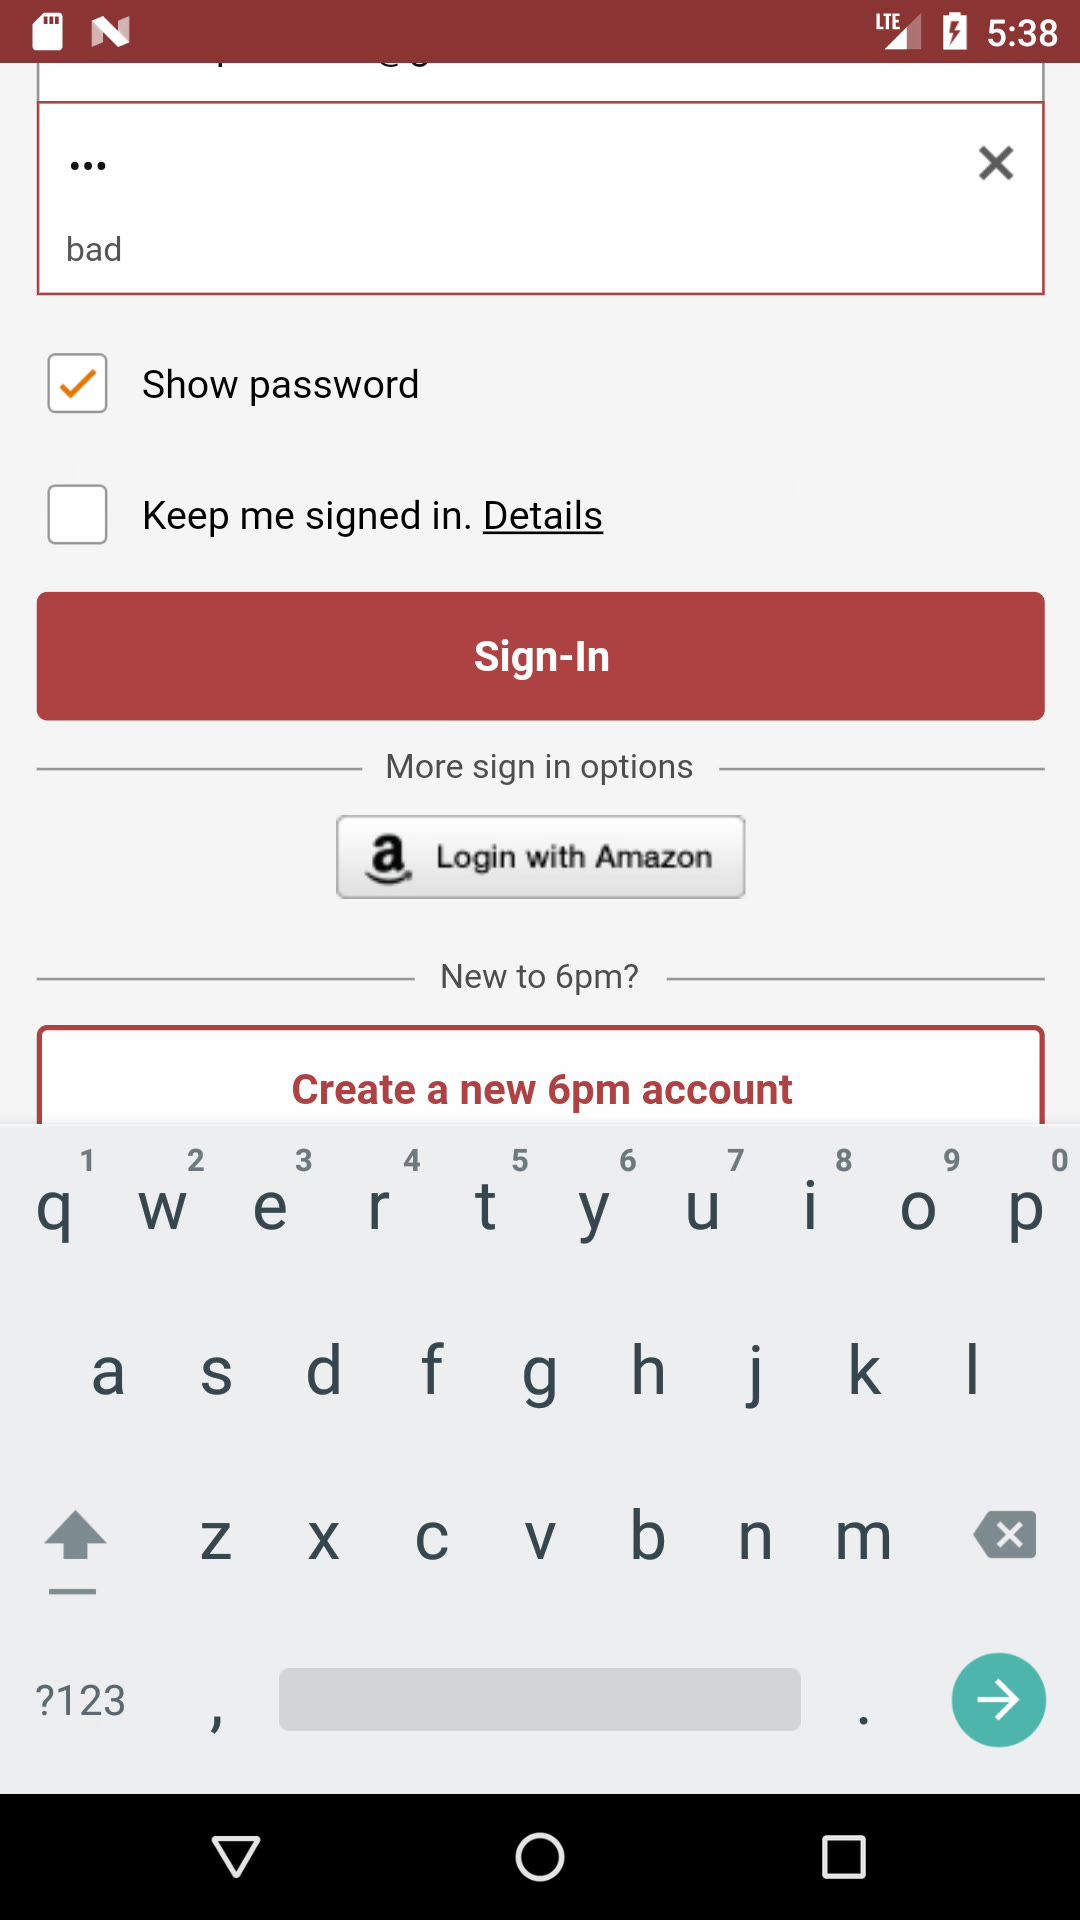 LTE 5:38
•••
bad
Show password
Keep me signed in. Details
Sign-In
More sign in options
a Login with Amazon
New to 6pm?
Create a new 6pm account
1 2 3 4 5 6 7 8 9 0
q w e r t y u i o p
a s d f g h j k l
z x c v b n m
?123 , .